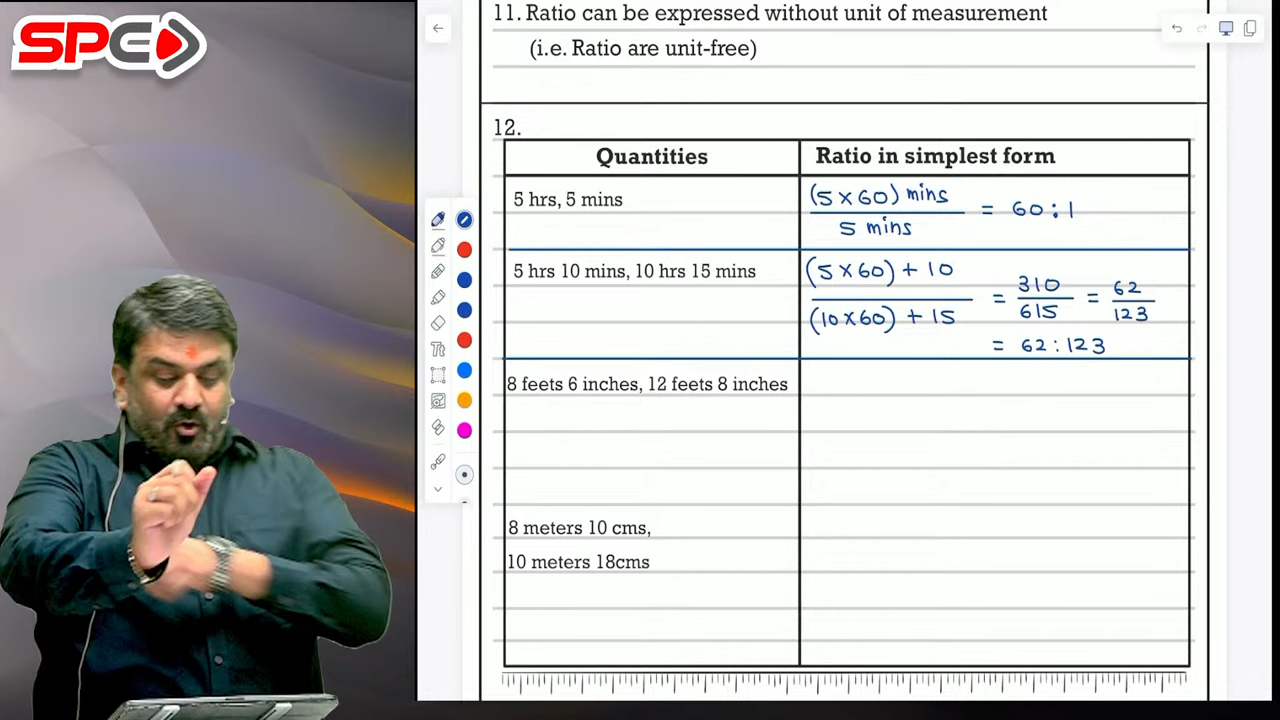 SPC
11. Ratio can be expressed without unit of measurement
(i.e. Ratio are unit-free)
12.
Quantities
Ratio in simplest form
5 hrs, 5 mins
(5 × 60) mins / 5 mins = 60 : 1
5 hrs 10 mins, 10 hrs 15 mins
(5 × 60) + 10 / (10 × 60) + 15 = 310 / 615 = 62 / 123
= 62 : 123
8 feets 6 inches, 12 feets 8 inches
8 meters 10 cms,
10 meters 18cms
Tt